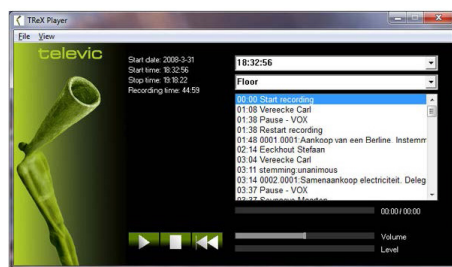 TReX Player
File View
televic
Start date: 2008-3-31
Start time: 18:32:56
Stop time: 19:18:22
Recording time: 44:59
18:32:56
Floor
00:00 Start recording
01:08 Vereecke Carl
01:38 Pause - VOX
01:38 Restart recording
01:48 0001.0001:Aankoop van een Berline. Instemm
02:14 Eeckhout Stefaan
03:04 Vereecke Carl
03:11 stemming:unanimous
03:14 0002.0001:Samenaankoop electriciteit. Deleg
03:37 Pause - VOX
03:37
00:00 / 00:00
Volume
Level